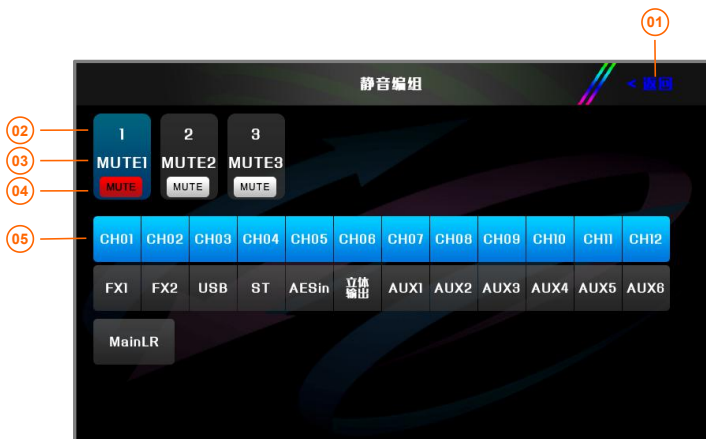 01
静音编组
< 返回
02
1 2 3
03
MUTE1 MUTE2 MUTE3
04
MUTE MUTE MUTE
05
CH01 CH02 CH03 CH04 CH05 CH06 CH07 CH08 CH09 CH10 CH11 CH12
FX1 FX2 USB ST AESin 立体输出 AUX1 AUX2 AUX3 AUX4 AUX5 AUX6
MainLR